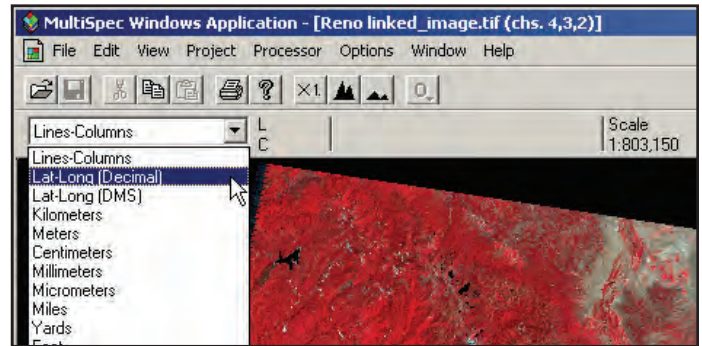 MultiSpec Windows Application - [Reno linked_image.tif (chs. 4,3,2)]
File Edit View Project Processor Options Window Help
×1
Lines-Columns L C Scale 1:803,150
Lines-Columns
Lat-Long (Decimal)
Lat-Long (DMS)
Kilometers
Meters
Centimeters
Millimeters
Micrometers
Miles
Yards